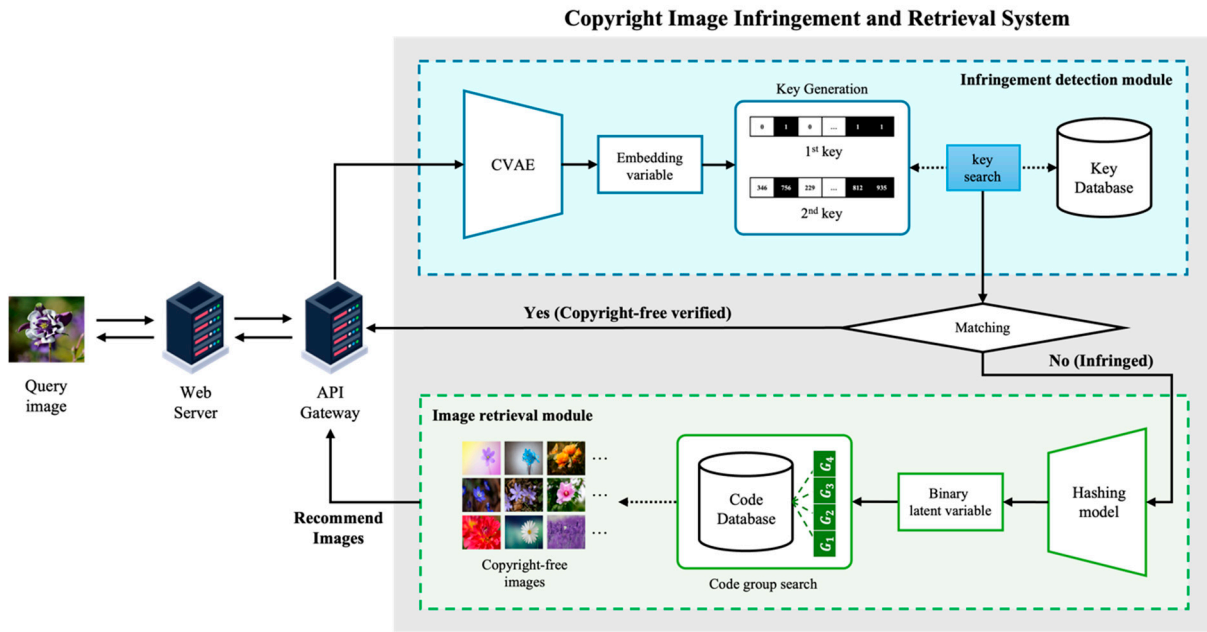 Copyright Image Infringement and Retrieval System
Infringement detection module
Key Generation
CVAE
Embedding
variable
0 1 0 ... 1 1
1st key
346 756 229 ... 812 935
2nd key
key
search
Key
Database
Yes (Copyright-free verified)
Matching
No (Infringed)
Query
image
Web
Server
API
Gateway
Image retrieval module
Recommend
Images
...
...
...
Copyright-free
images
Code
Database
G4
G3
G2
G1
Code group search
Binary
latent variable
Hashing
model